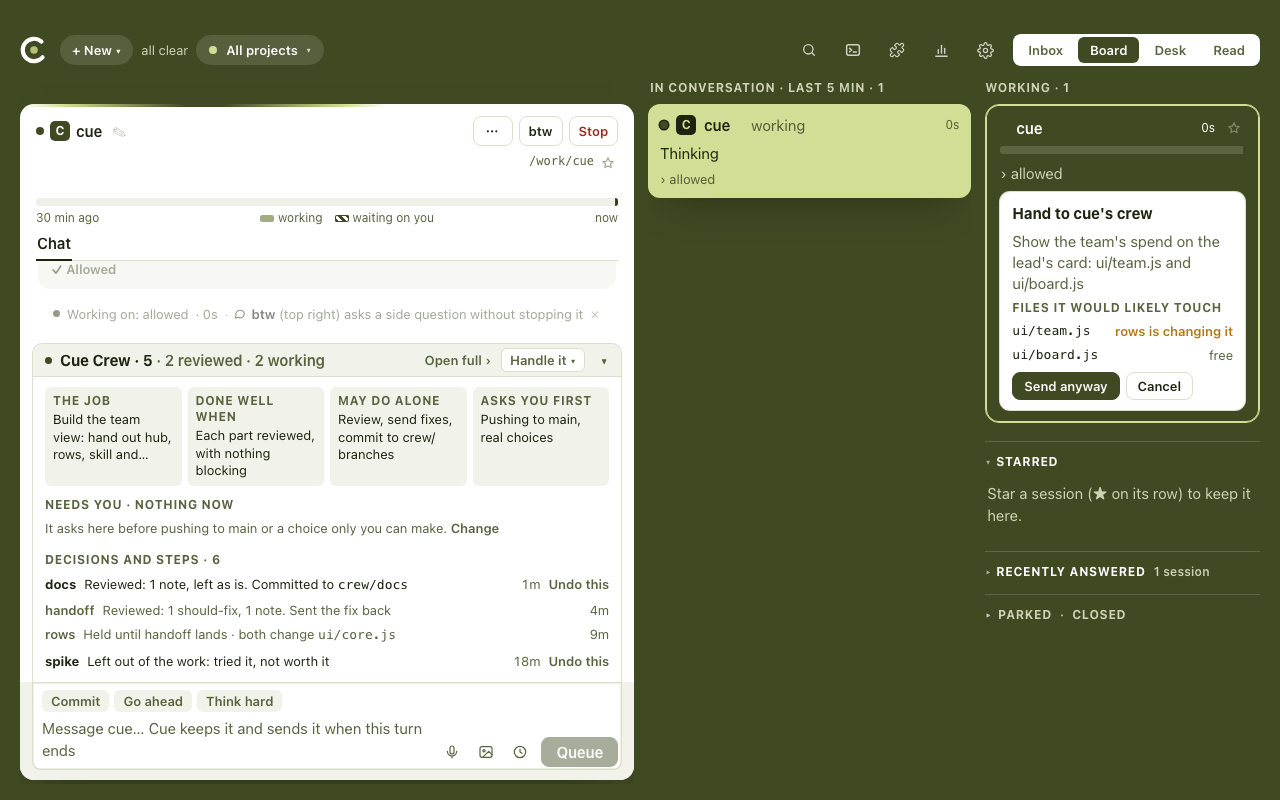 + New ▾
all clear
All projects ▾
Inbox
Board
Desk
Read
C cue
···
btw
Stop
/work/cue
30 min ago
working
waiting on you
now
Chat
Allowed
Working on: allowed · 0s · btw (top right) asks a side question without stopping it ×
Cue Crew · 5 · 2 reviewed · 2 working
Open full ›
Handle it ▾
▾
THE JOB
Build the team
view: hand out hub,
rows, skill and...
DONE WELL
WHEN
Each part reviewed,
with nothing
blocking
MAY DO ALONE
Review, send fixes,
commit to crew/
branches
ASKS YOU FIRST
Pushing to main,
real choices
NEEDS YOU · NOTHING NOW
It asks here before pushing to main or a choice only you can make. Change
DECISIONS AND STEPS · 6
docs Reviewed: 1 note, left as is. Committed to crew/docs 1m Undo this
handoff Reviewed: 1 should-fix, 1 note. Sent the fix back 4m
rows Held until handoff lands · both change ui/core.js 9m
spike Left out of the work: tried it, not worth it 18m Undo this
Commit
Go ahead
Think hard
Message cue... Cue keeps it and sends it when this turn
ends
Queue
IN CONVERSATION · LAST 5 MIN · 1
C cue working 0s
Thinking
› allowed
WORKING · 1
cue 0s
› allowed
Hand to cue's crew
Show the team's spend on the
lead's card: ui/team.js and
ui/board.js
FILES IT WOULD LIKELY TOUCH
ui/team.js rows is changing it
ui/board.js free
Send anyway
Cancel
▾ STARRED
Star a session (★ on its row) to keep it
here.
▸ RECENTLY ANSWERED 1 session
▸ PARKED · CLOSED